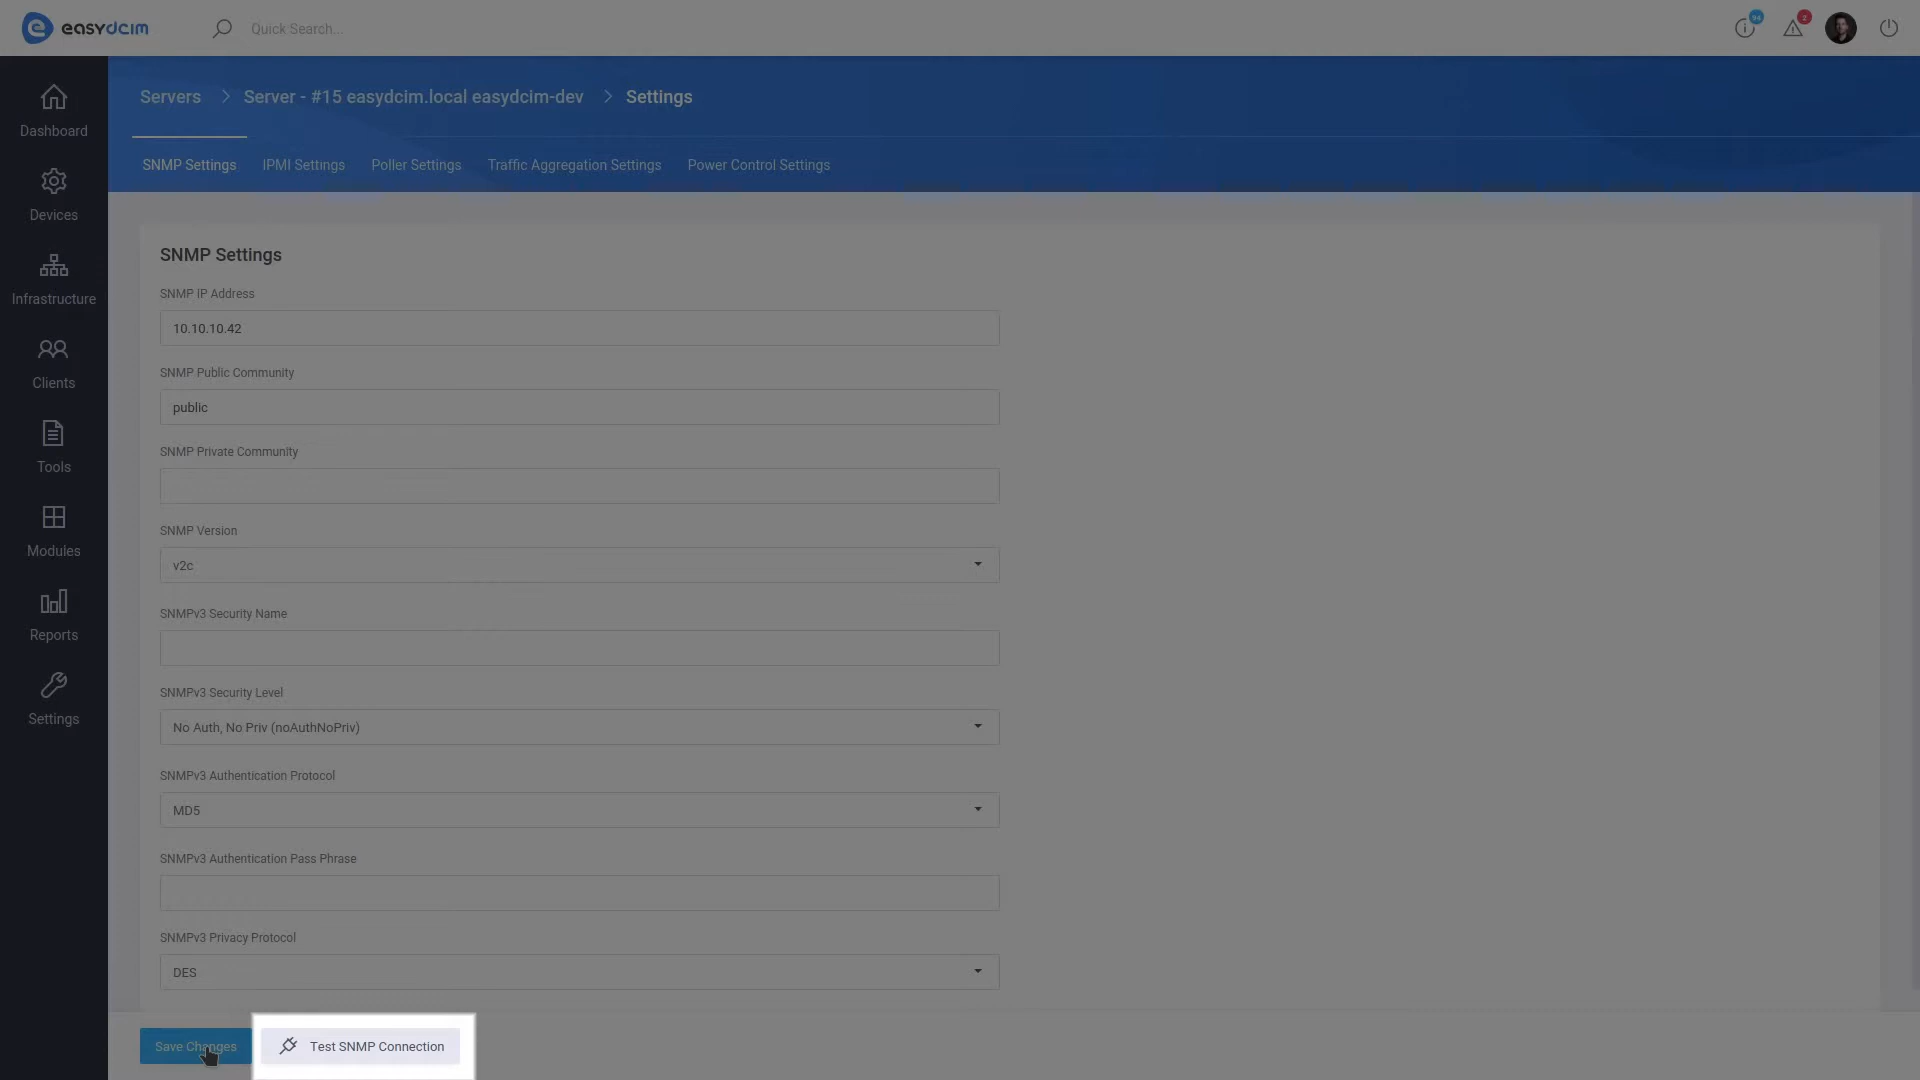 easydcim
Quick Search...
94
2
Servers
Server - #15 easydcim.local easydcim-dev
Settings
Dashboard
Devices
Infrastructure
Clients
Tools
Modules
Reports
Settings
SNMP Settings
IPMI Settings
Poller Settings
Traffic Aggregation Settings
Power Control Settings
SNMP Settings
SNMP IP Address
10.10.10.42
SNMP Public Community
public
SNMP Private Community
SNMP Version
v2c
SNMPv3 Security Name
SNMPv3 Security Level
No Auth, No Priv (noAuthNoPriv)
SNMPv3 Authentication Protocol
MD5
SNMPv3 Authentication Pass Phrase
SNMPv3 Privacy Protocol
DES
Save Changes
Test SNMP Connection